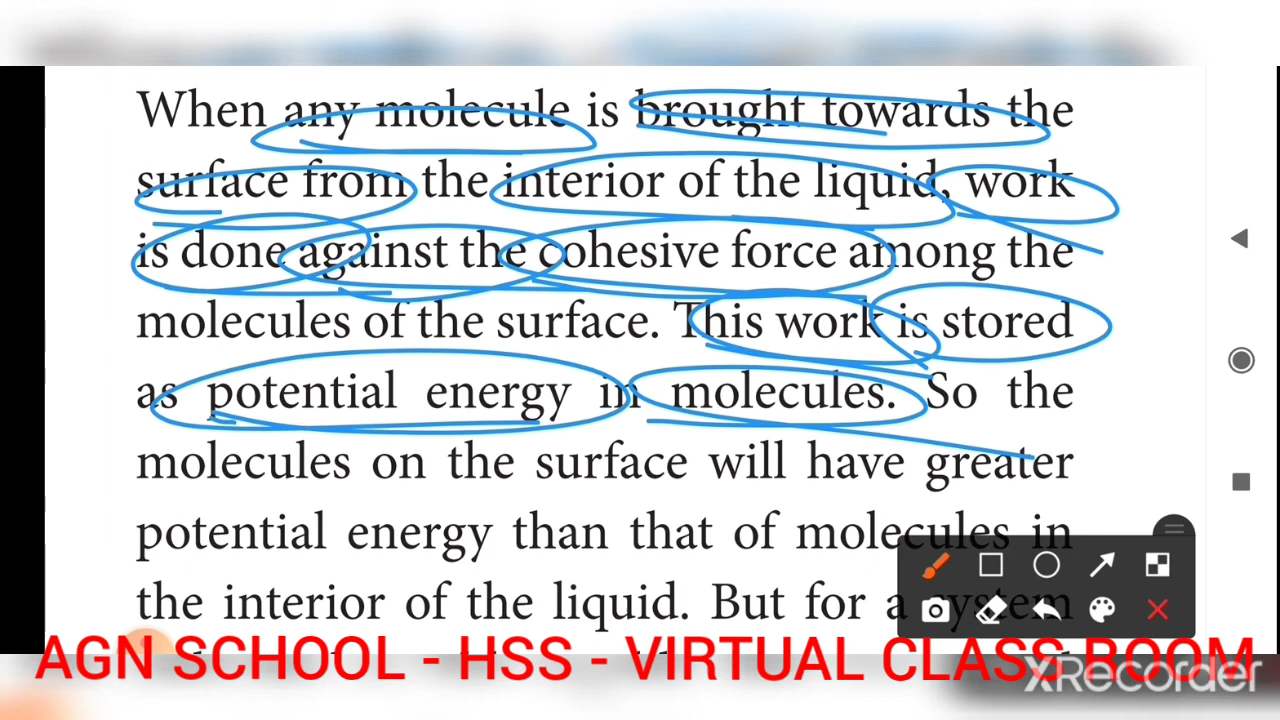 When any molecule is brought towards the
surface from the interior of the liquid, work
is done against the cohesive force among the
molecules of the surface. This work is stored
as potential energy in molecules. So the
molecules on the surface will have greater
potential energy than that of molecules in
the interior of the liquid. But for a system
AGN SCHOOL - HSS - VIRTUAL CLASS ROOM
XRecorder